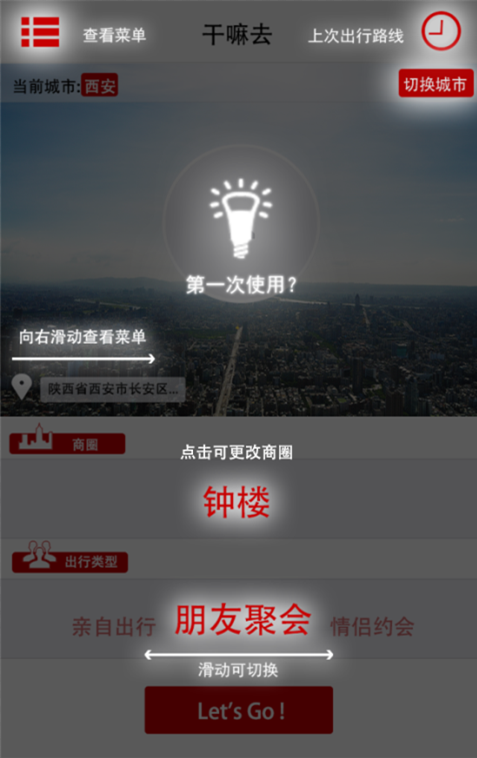 查看菜单
干嘛去
上次出行路线
当前城市:西安
切换城市
第一次使用?
向右滑动查看菜单
陕西省西安市长安区...
商圈
点击可更改商圈
钟楼
出行类型
亲自出行 朋友聚会 情侣约会
滑动可切换
Let's Go !